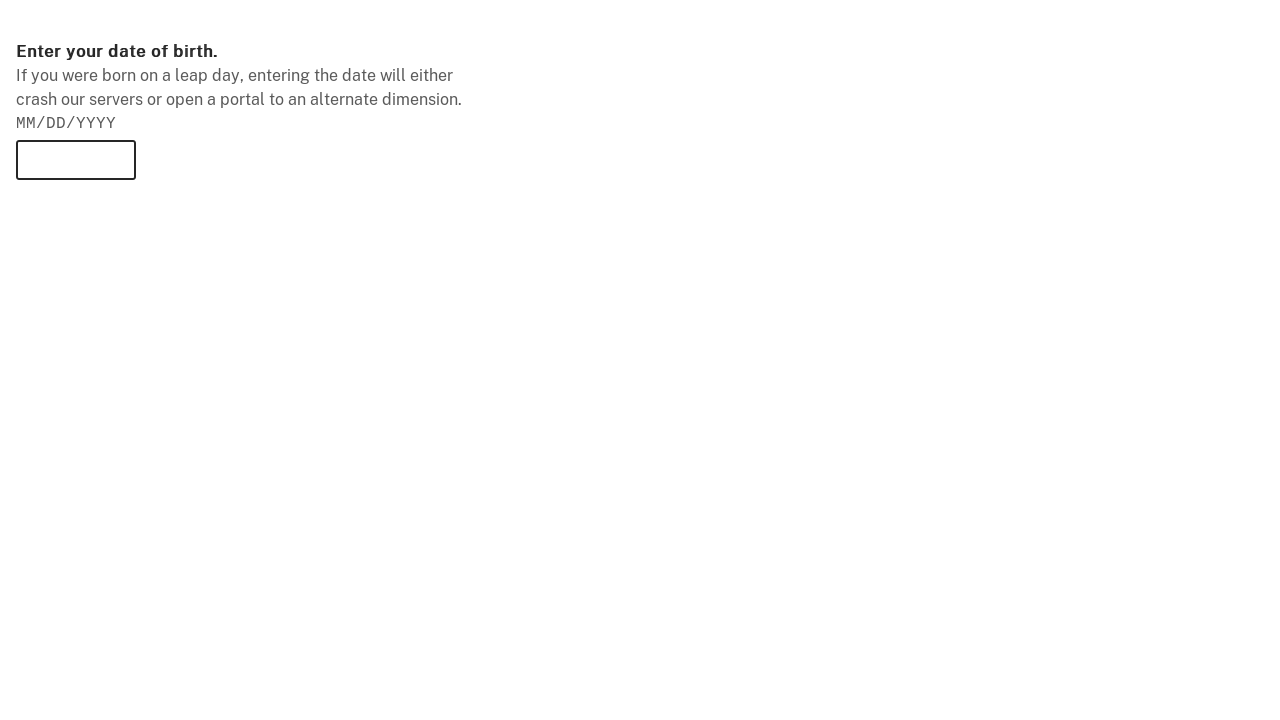 Enter your date of birth.
If you were born on a leap day, entering the date will either
crash our servers or open a portal to an alternate dimension.
MM/DD/YYYY